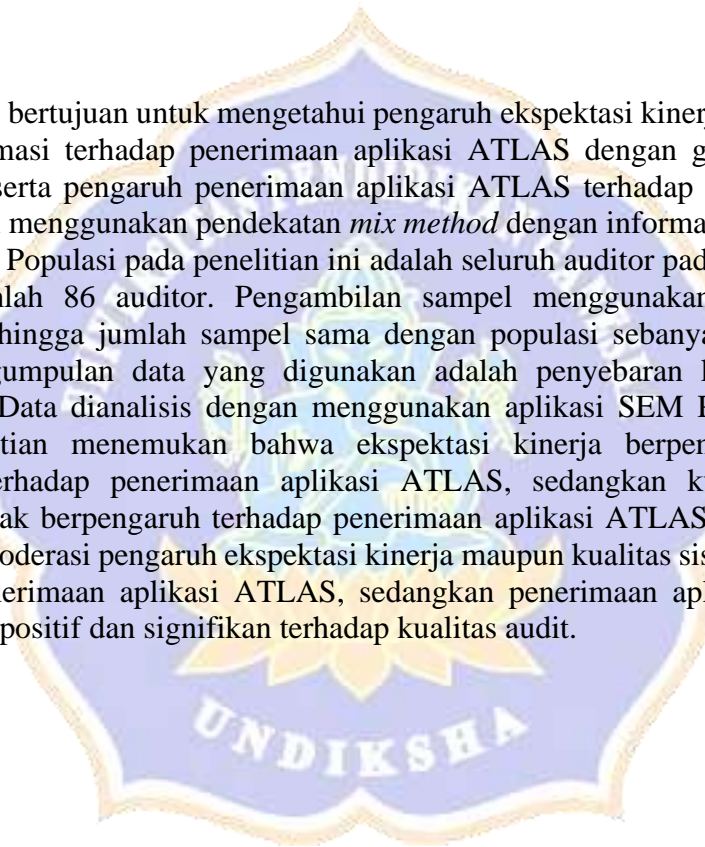 bertujuan untuk mengetahui pengaruh ekspektasi kinerj
masi terhadap penerimaan aplikasi ATLAS dengan g
serta pengaruh penerimaan aplikasi ATLAS terhadap
menggunakan pendekatan mix method dengan informa
Populasi pada penelitian ini adalah seluruh auditor pad
lah 86 auditor. Pengambilan sampel menggunakan
hingga jumlah sampel sama dengan populasi sebanya
gumpulan data yang digunakan adalah penyebaran
Data dianalisis dengan menggunakan aplikasi SEM
tian menemukan bahwa ekspektasi kinerja berpen
erhadap penerimaan aplikasi ATLAS, sedangkan ku
ak berpengaruh terhadap penerimaan aplikasi ATLAS
oderasi pengaruh ekspektasi kinerja maupun kualitas sis
nerimaan aplikasi ATLAS, sedangkan penerimaan apl
positif dan signifikan terhadap kualitas audit.
UNDIKSHA